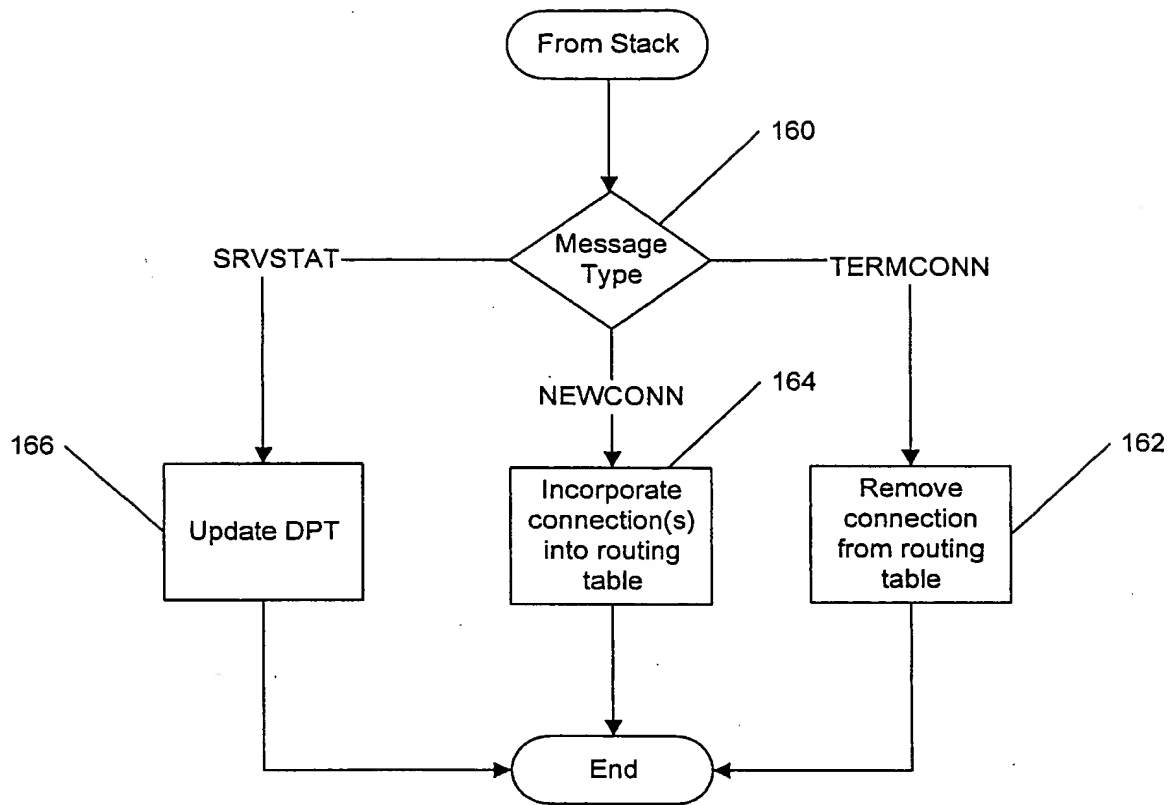 From Stack
160
Message
Type
SRVSTAT
TERMCONN
NEWCONN
164
166
162
Update DPT
Incorporate
connection(s)
into routing
table
Remove
connection
from routing
table
End